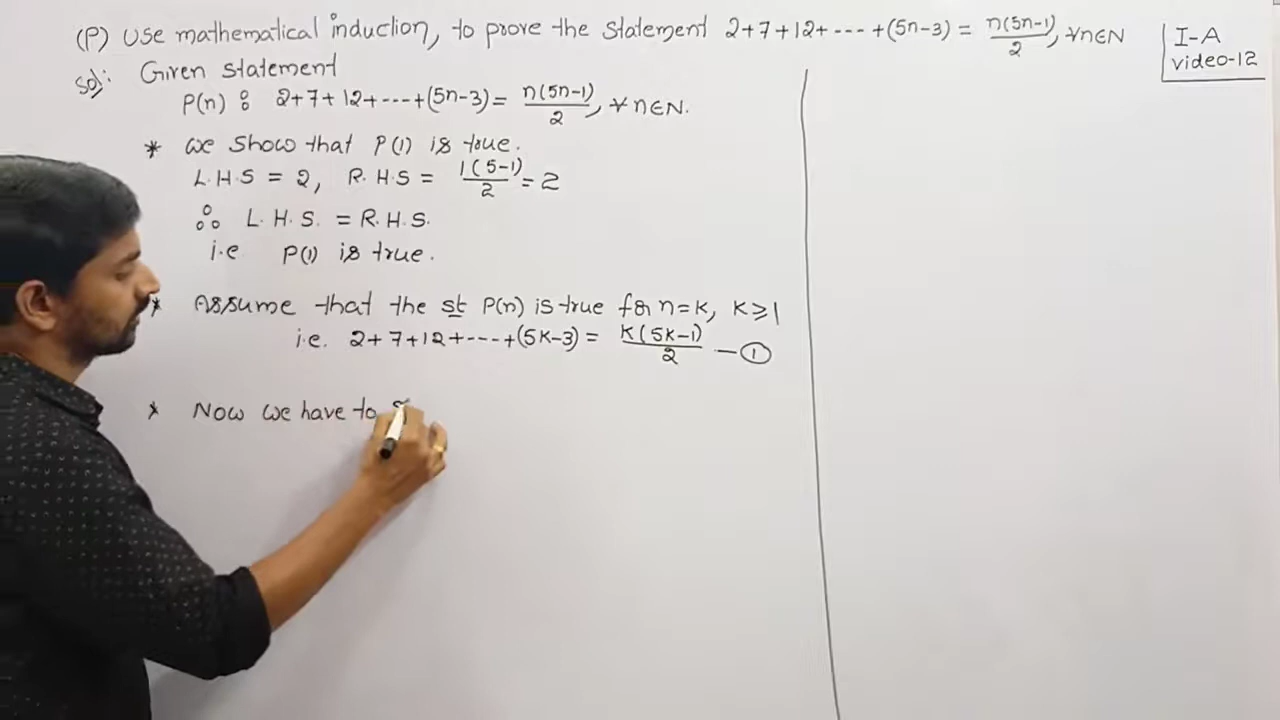 (P) Use mathematical induction, to prove the statement 2+7+12+----+(5n-3) = n(5n-1)/2, ∀n∈N
I-A
video-12
Sol: Given statement
P(n) : 2+7+12+---+(5n-3) = n(5n-1)/2, ∀ n∈N.
* we show that P(1) is true.
L.H.S = 2, R.H.S = 1(5-1)/2 = 2
∴ L.H.S. = R.H.S.
i.e P(1) is true.
* Assume that the st P(n) is true for n=k, k≥1
i.e. 2+7+12+----+(5k-3) = k(5k-1)/2 —①
* Now we have to